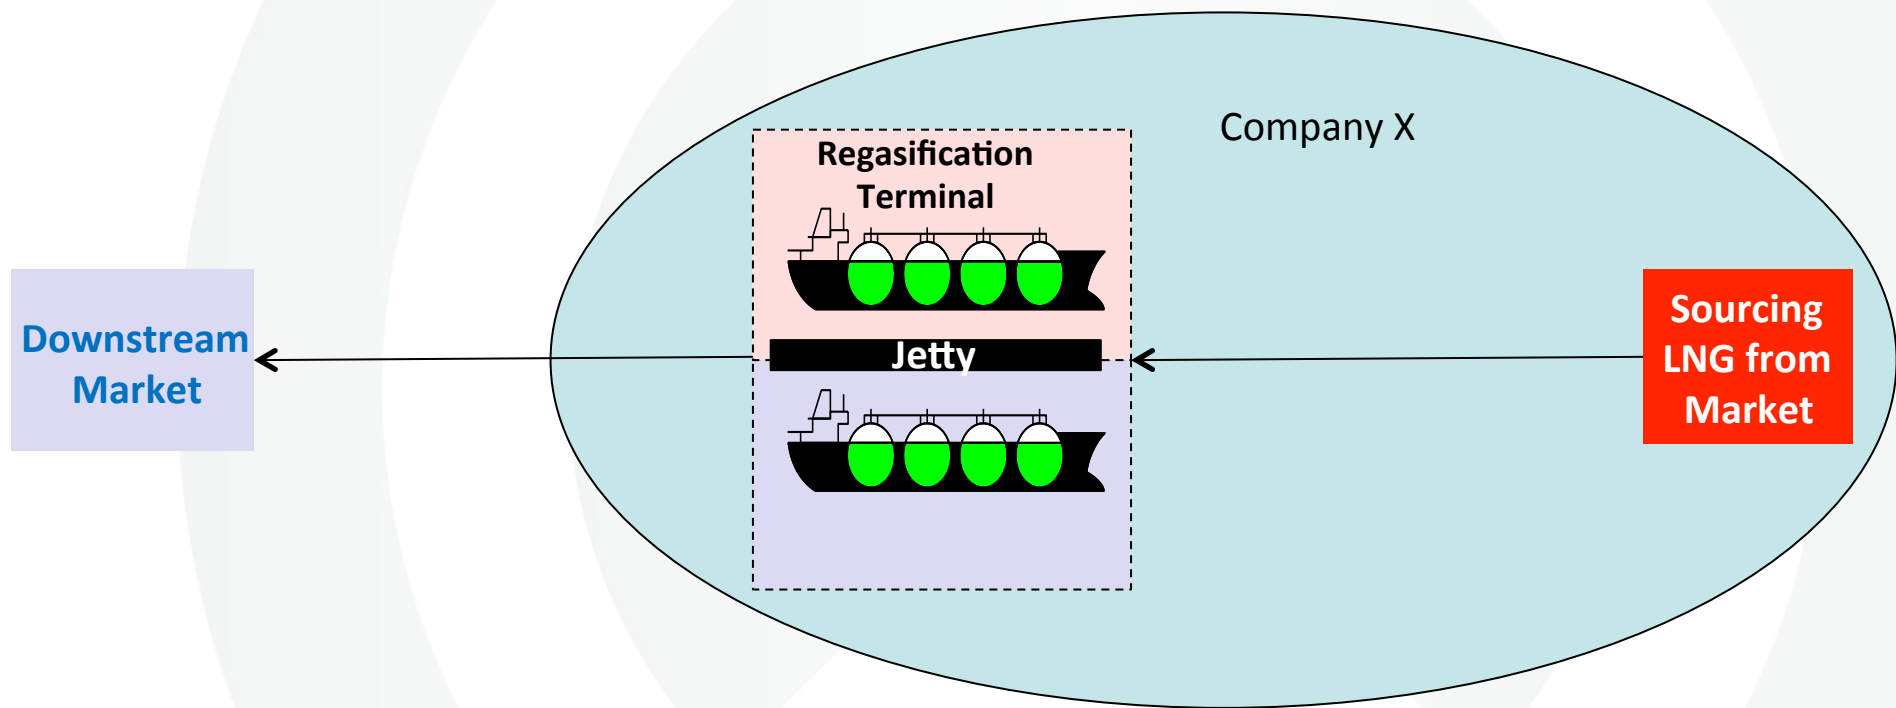 Company X
Regasification
Terminal
Jetty
Downstream
Market
Sourcing
LNG from
Market